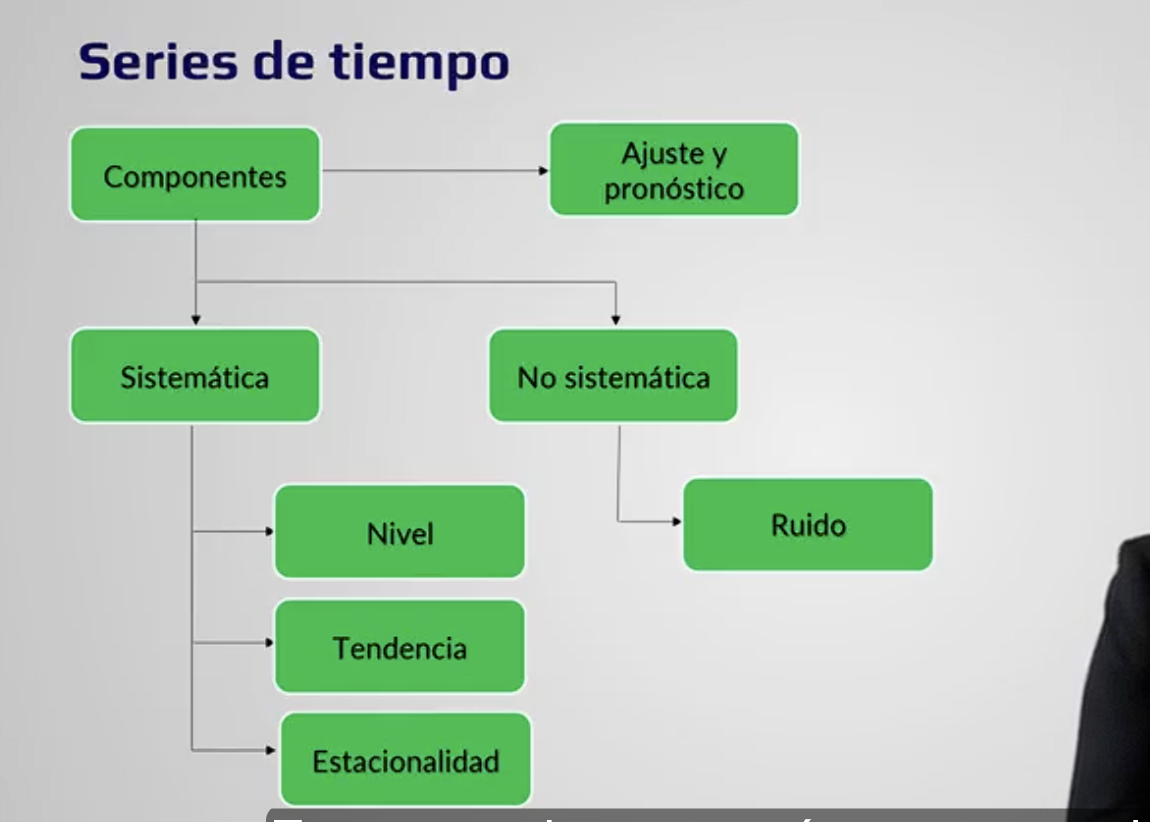 Series de tiempo
Componentes
Ajuste y
pronóstico
Sistemática
No sistemática
Nivel
Ruido
Tendencia
Estacionalidad